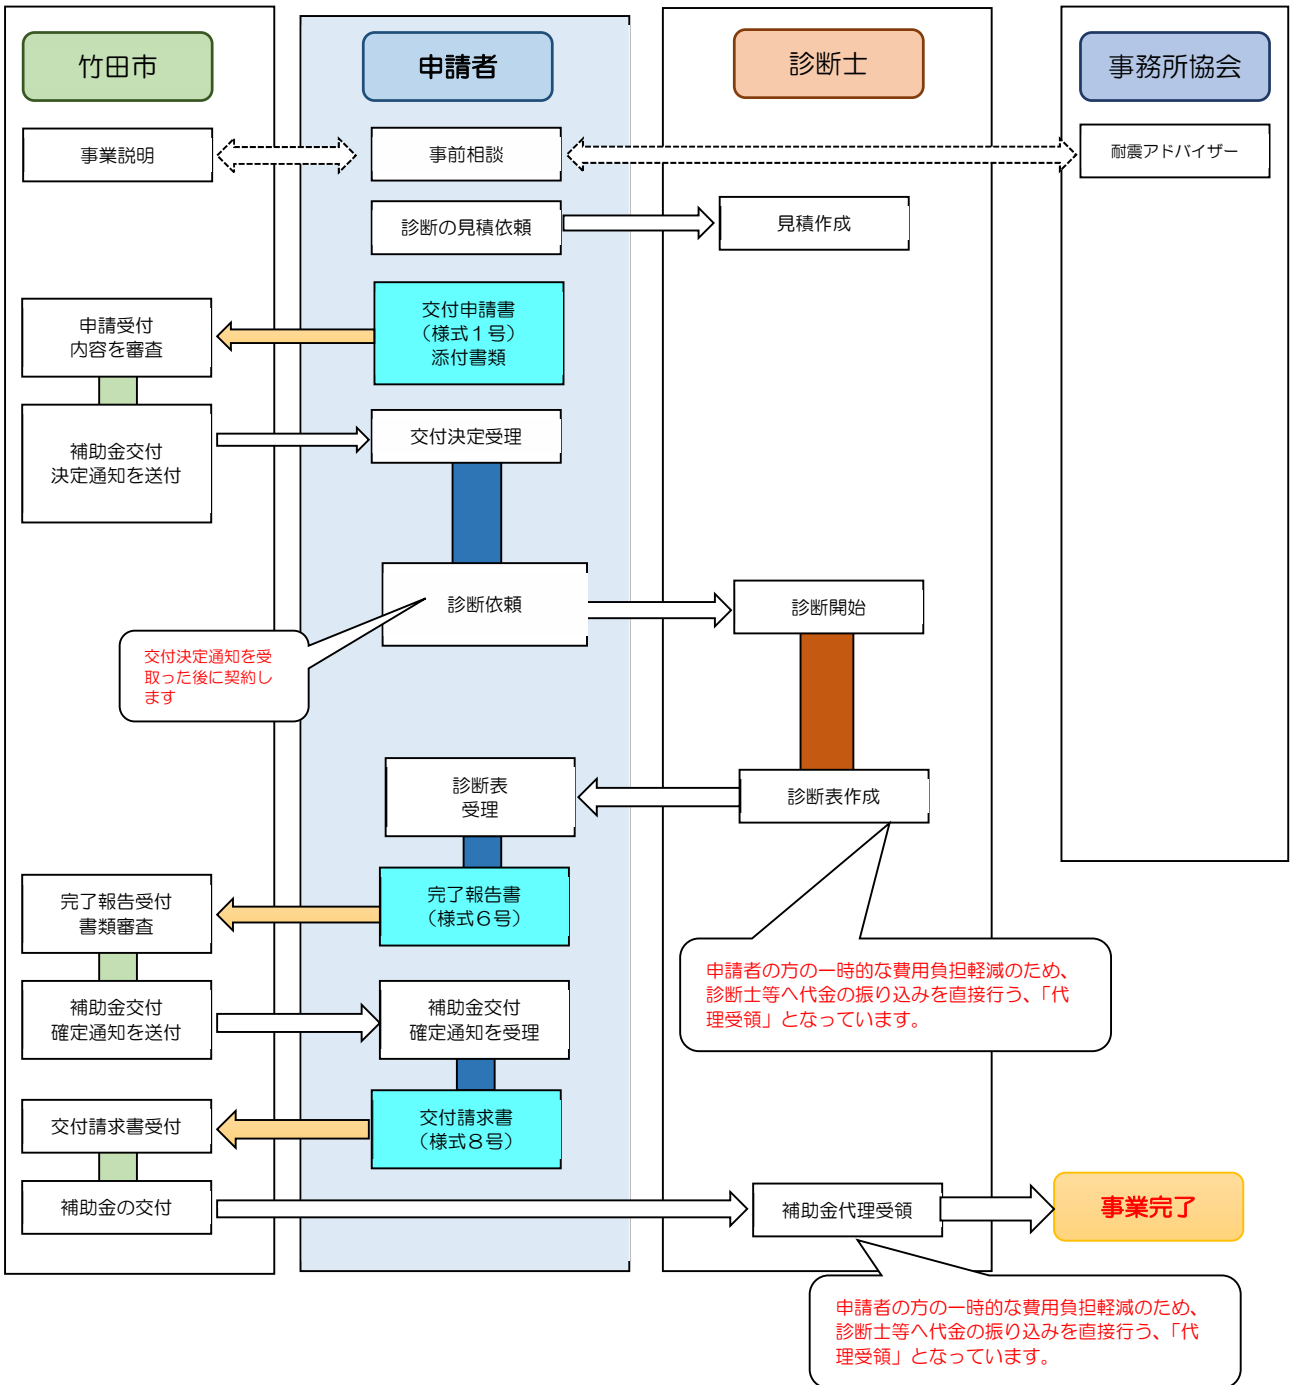 竹田市
申請者
診断士
事務所協会
事業説明
事前相談
耐震アドバイザー
診断の見積依頼
見積作成
申請受付
内容を審査
交付申請書
（様式１号）
添付書類
補助金交付
決定通知を送付
交付決定受理
診断依頼
診断開始
交付決定通知を受
取った後に契約し
ます
診断表
受理
診断表作成
完了報告受付
書類審査
完了報告書
（様式６号）
申請者の方の一時的な費用負担軽減のため、
診断士等へ代金の振り込みを直接行う、「代
理受領」となっています。
補助金交付
確定通知を送付
補助金交付
確定通知を受理
交付請求書受付
交付請求書
（様式８号）
補助金の交付
補助金代理受領
事業完了
申請者の方の一時的な費用負担軽減のため、
診断士等へ代金の振り込みを直接行う、「代
理受領」となっています。